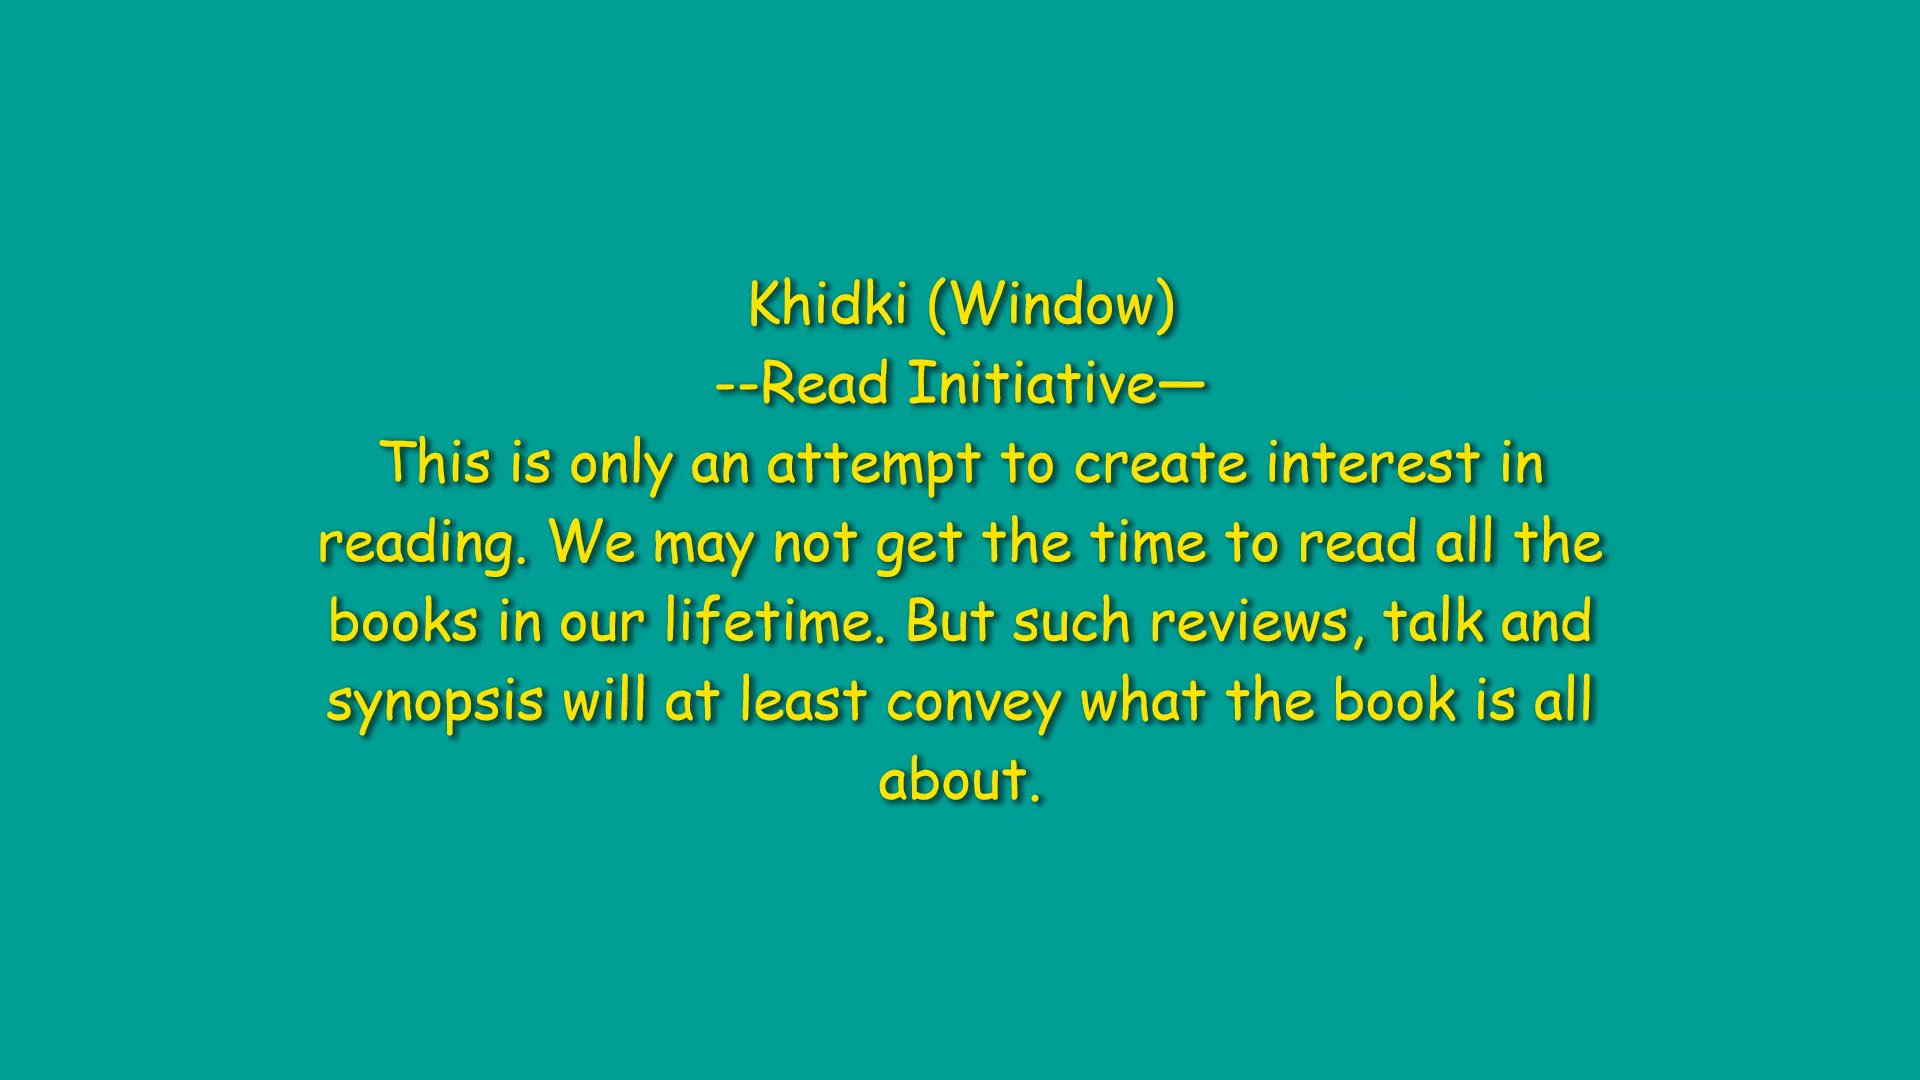 Khidki (Window)
--Read Initiative—
This is only an attempt to create interest in
reading. We may not get the time to read all the
books in our lifetime. But such reviews, talk and
synopsis will at least convey what the book is all
about.